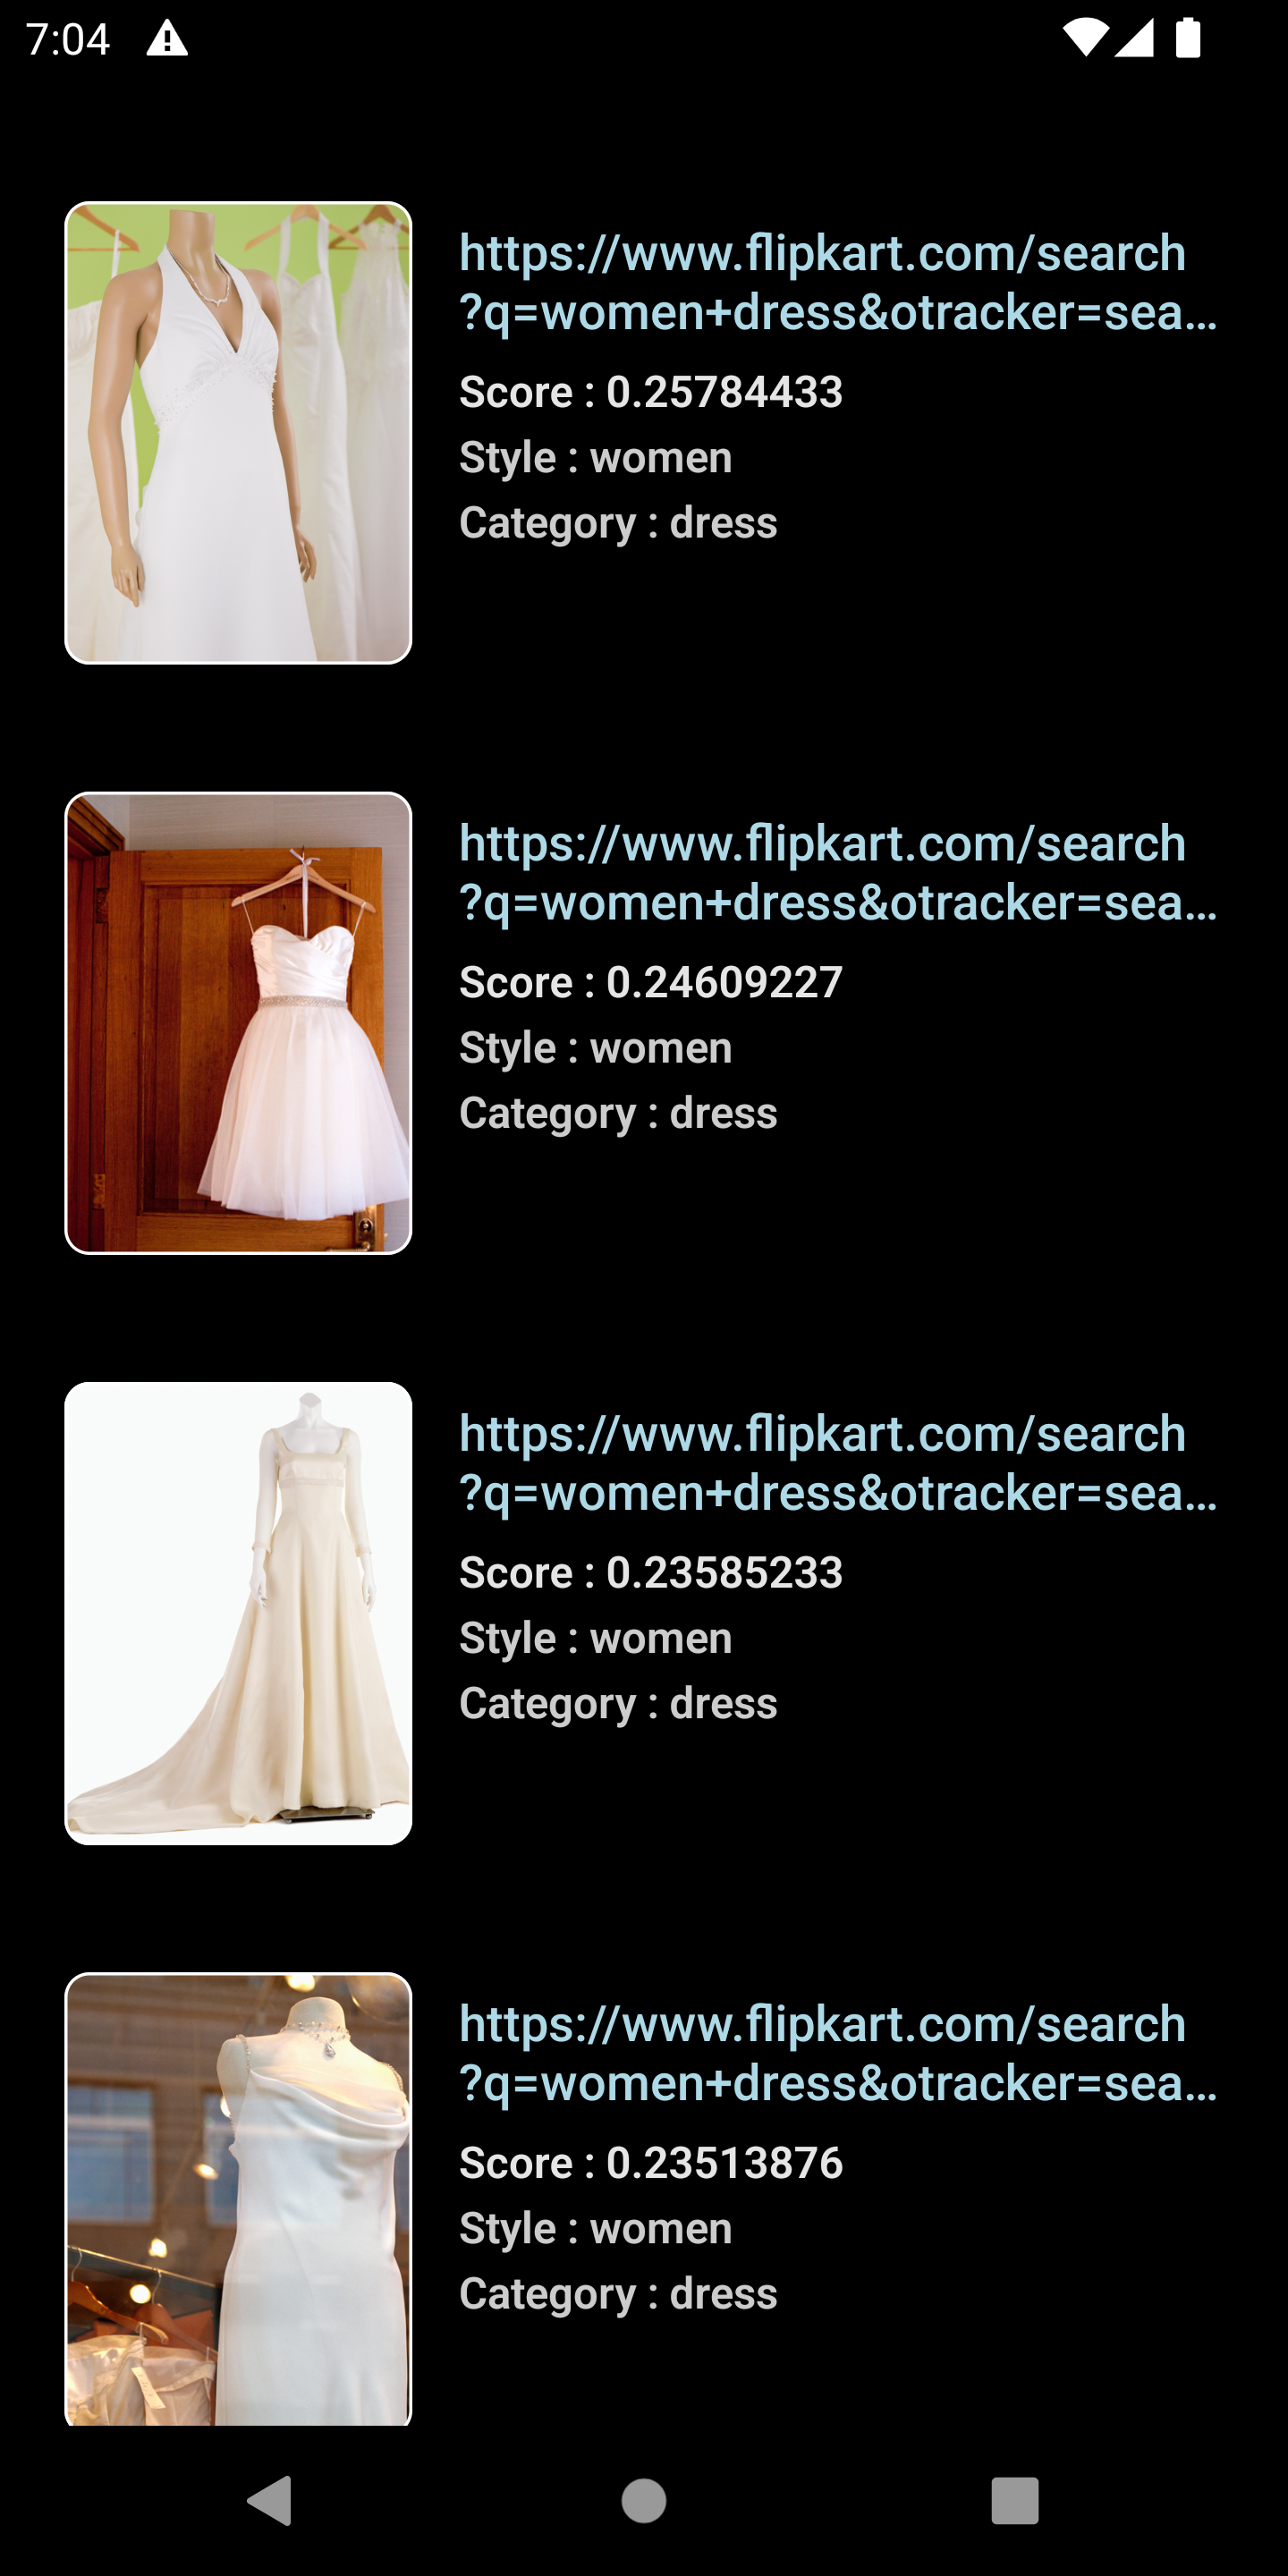 7:04
https://www.flipkart.com/search
?q=women+dress&otracker=sea…
Score : 0.25784433
Style : women
Category : dress
https://www.flipkart.com/search
?q=women+dress&otracker=sea…
Score : 0.24609227
Style : women
Category : dress
https://www.flipkart.com/search
?q=women+dress&otracker=sea…
Score : 0.23585233
Style : women
Category : dress
https://www.flipkart.com/search
?q=women+dress&otracker=sea…
Score : 0.23513876
Style : women
Category : dress